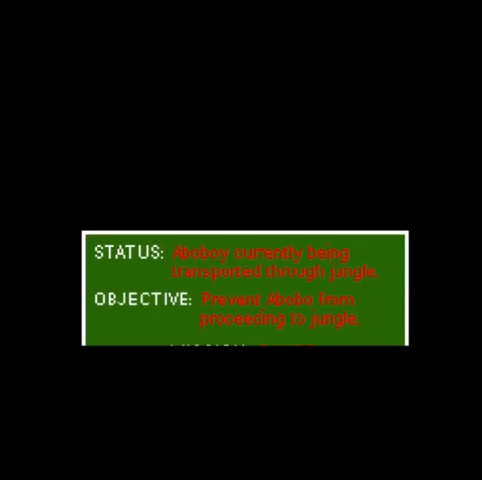 STATUS: Aboboy currently being
transported through jungle.
OBJECTIVE: Prevent Abobo from
proceeding to jungle.